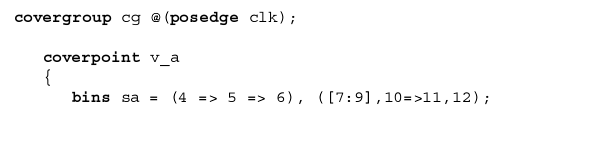 covergroup cg @(posedge clk);
coverpoint v_a
{
bins sa = (4 => 5 => 6), ([7:9],10=>11,12);